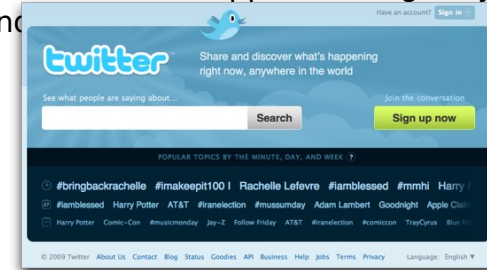 Have an account? Sign in
twitter
Share and discover what's happening
right now, anywhere in the world
See what people are saying about...
Join the conversation
Search
Sign up now
POPULAR TOPICS BY THE MINUTE, DAY, AND WEEK ?
#bringbackrachelle #imakeepit100 I Rachelle Lefevre #iamblessed #mmhi Harry
#iamblessed Harry Potter AT&T #iranelection #mussumday Adam Lambert Goodnight Apple
Harry Potter Comic-Con #musicmonday Jay-Z Follow Friday AT&T #iranelection #comiccon TrayCyrus
© 2009 Twitter About Us Contact Blog Status Goodies API Business Help Jobs Terms Privacy Language: English